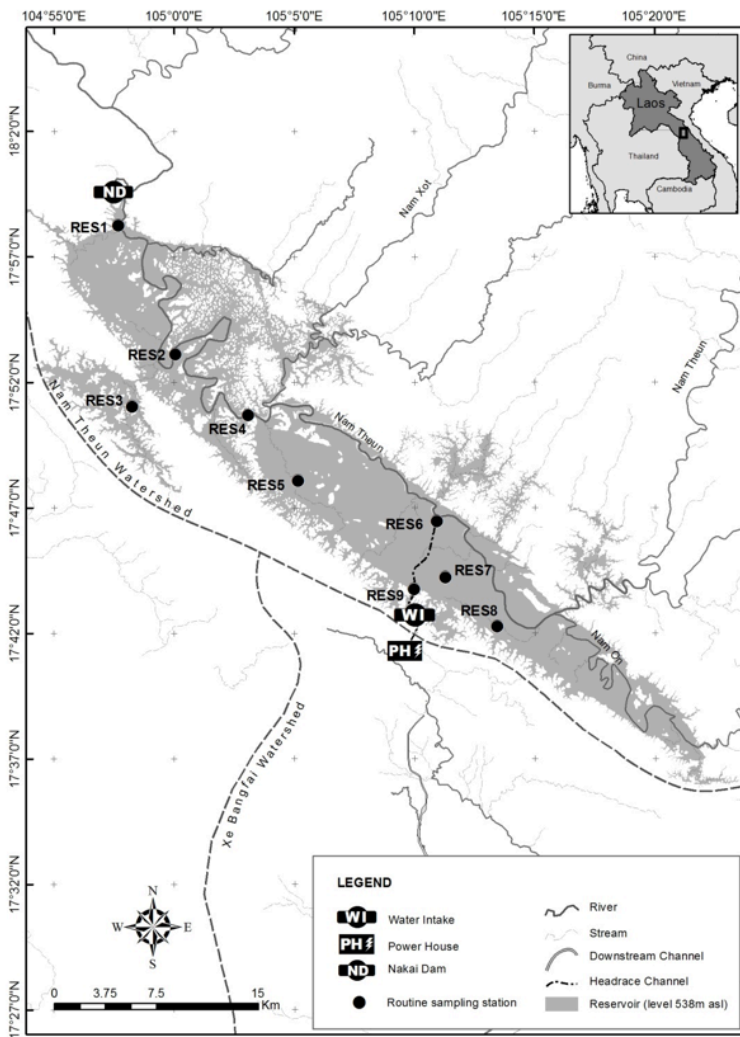 104°55'0"E 105°0'0"E 105°5'0"E 105°10'0"E 105°15'0"E 105°20'0"E
18°2'0"N
17°57'0"N
17°52'0"N
17°47'0"N
17°42'0"N
17°37'0"N
17°32'0"N
17°27'0"N
China
Burma
Vietnam
Laos
Thailand
Cambodia
ND
RES1
Nam Xot
RES2
RES3
Nam Theun Watershed
RES4
Nam Theun
Nam Theun
RES5
RES6
RES7
RES9
RES8
WI
PH
Nam On
Xe Bangfai Watershed
N
W E
S
0 3.75 7.5 15
Km
LEGEND
WI Water Intake
PH Power House
ND Nakai Dam
Routine sampling station
River
Stream
Downstream Channel
Headrace Channel
Reservoir (level 538m asl)